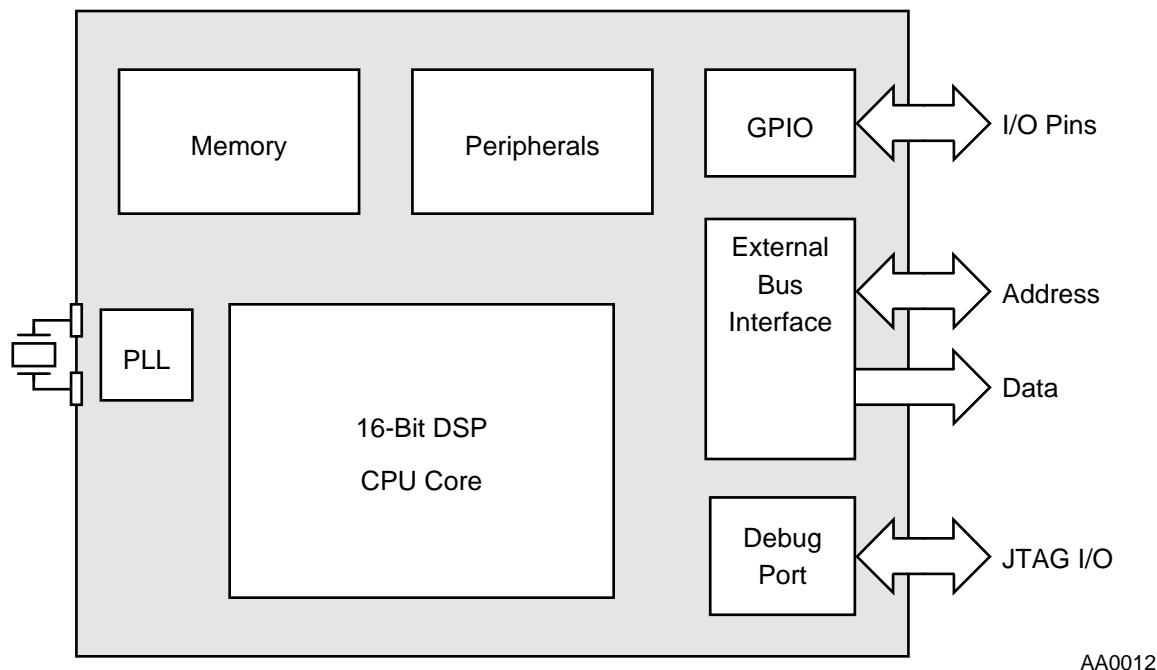 Memory
Peripherals
GPIO
I/O Pins
External
Bus
Interface
Address
Data
PLL
16-Bit DSP
CPU Core
Debug
Port
JTAG I/O
AA0012